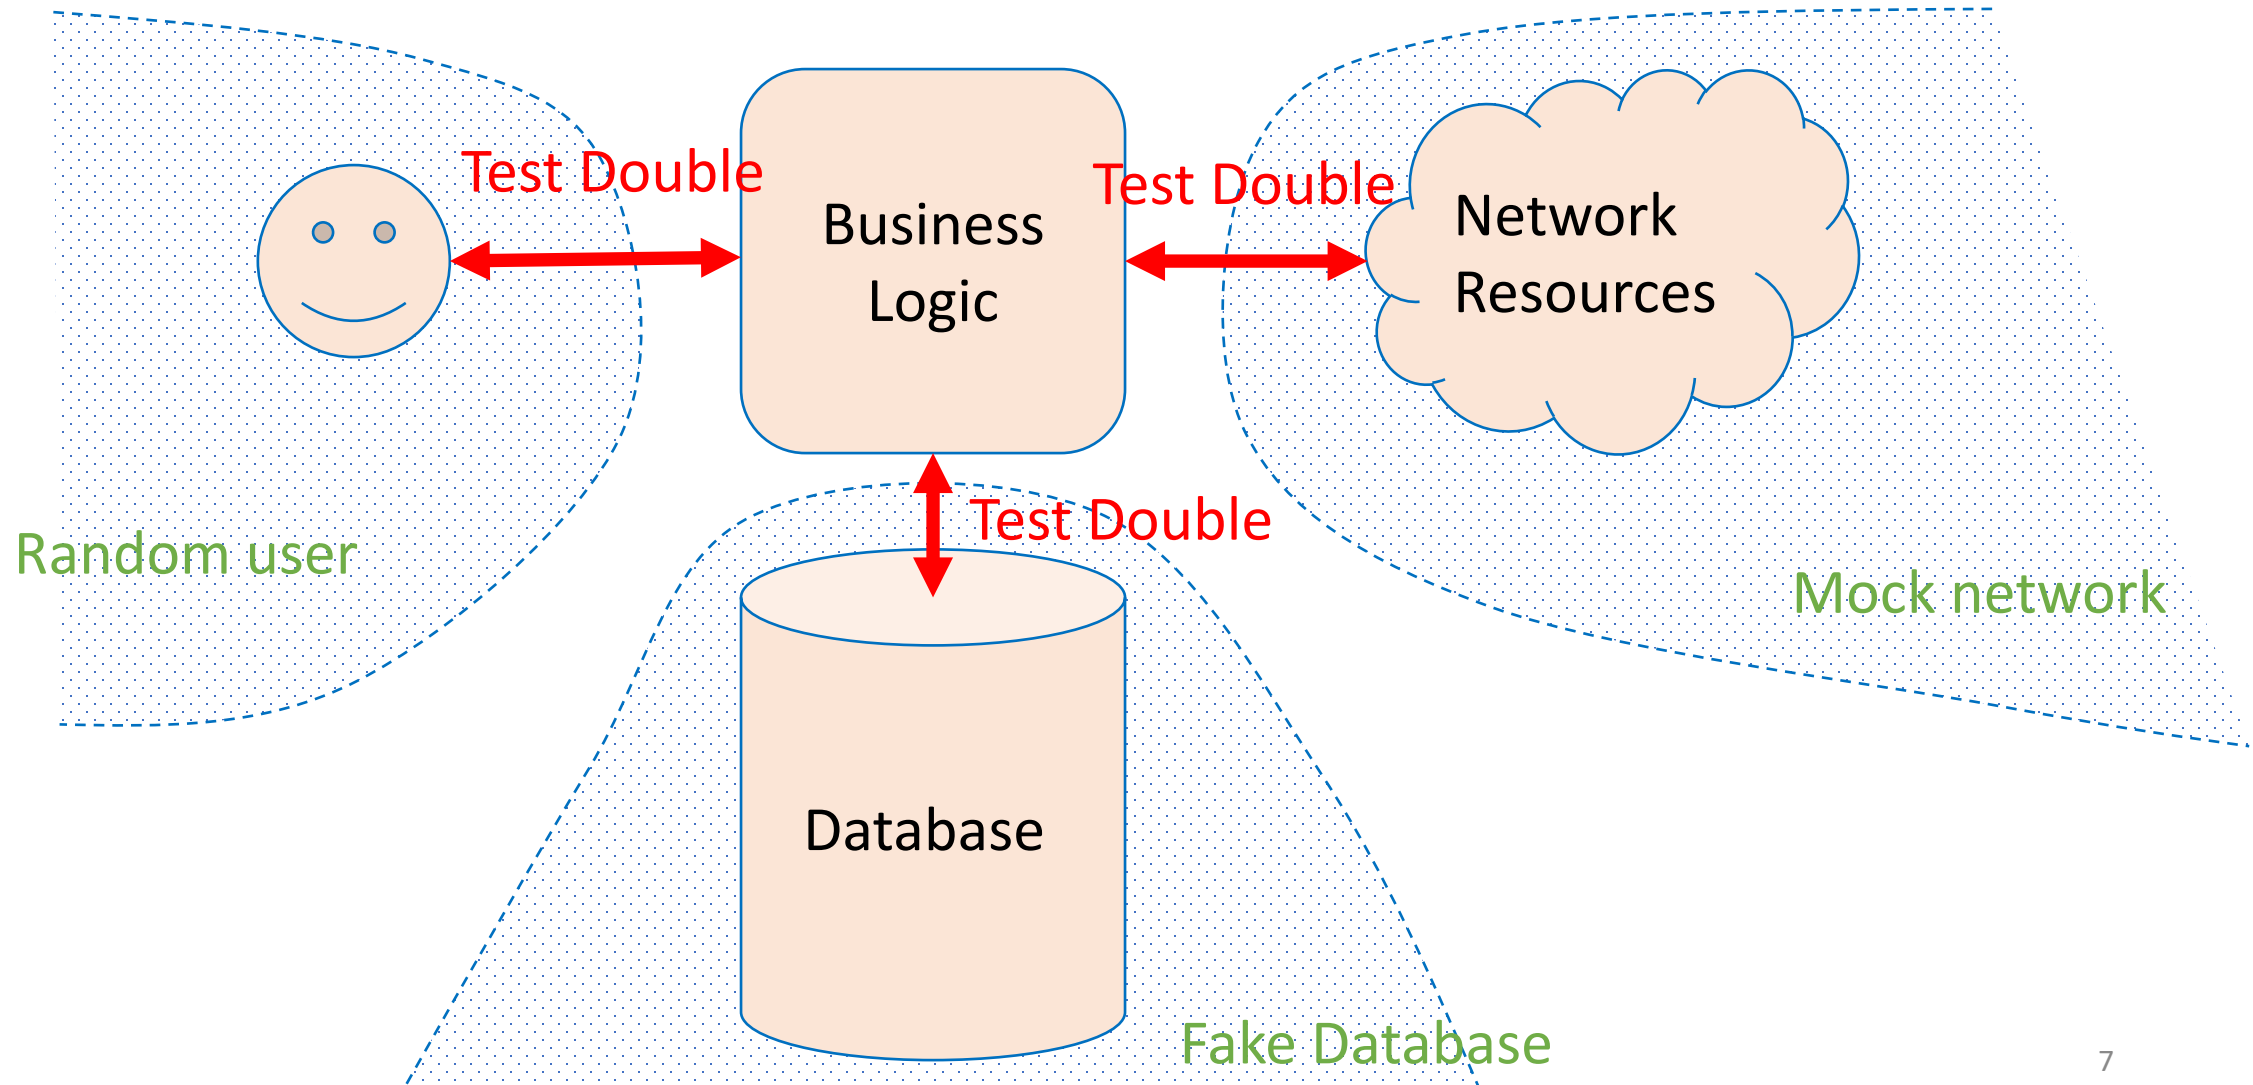 Test Double
Test Double
Business
Logic
Network
Resources
Test Double
Random user
Mock network
Database
Fake Database
7